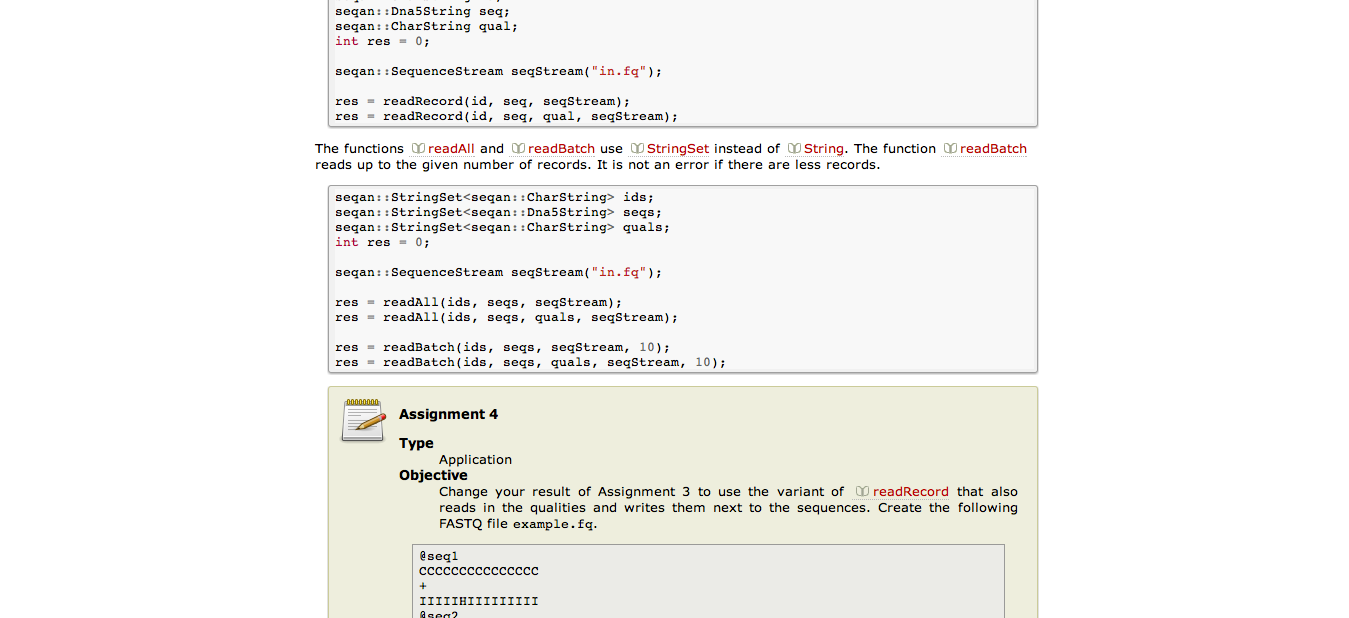 seqan::Dna5String seq;
seqan::CharString qual;
int res = 0;
seqan::SequenceStream seqStream("in.fq");
res = readRecord(id, seq, seqStream);
res = readRecord(id, seq, qual, seqStream);
The functions readAll and readBatch use StringSet instead of String. The function readBatch
reads up to the given number of records. It is not an error if there are less records.
seqan::StringSet<seqan::CharString> ids;
seqan::StringSet<seqan::Dna5String> seqs;
seqan::StringSet<seqan::CharString> quals;
int res = 0;
seqan::SequenceStream seqStream("in.fq");
res = readAll(ids, seqs, seqStream);
res = readAll(ids, seqs, quals, seqStream);
res = readBatch(ids, seqs, seqStream, 10);
res = readBatch(ids, seqs, quals, seqStream, 10);
Assignment 4
Type
Application
Objective
Change your result of Assignment 3 to use the variant of readRecord that also
reads in the qualities and writes them next to the sequences. Create the following
FASTQ file example.fq.
@seq1
CCCCCCCCCCCCCCC
+
IIIIIHIIIIIIIII
@seq2